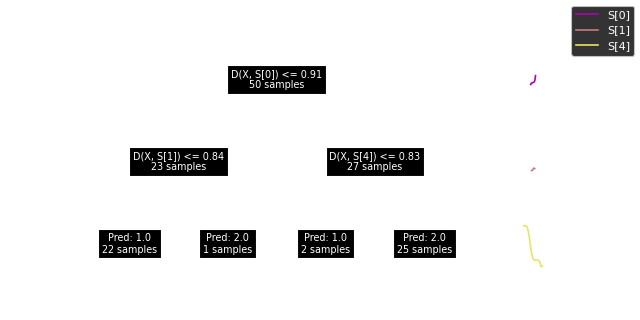 S[0]
S[1]
S[4]
D(X, S[0]) <= 0.91
50 samples
D(X, S[1]) <= 0.84
23 samples
D(X, S[4]) <= 0.83
27 samples
Pred: 1.0
22 samples
Pred: 2.0
1 samples
Pred: 1.0
2 samples
Pred: 2.0
25 samples